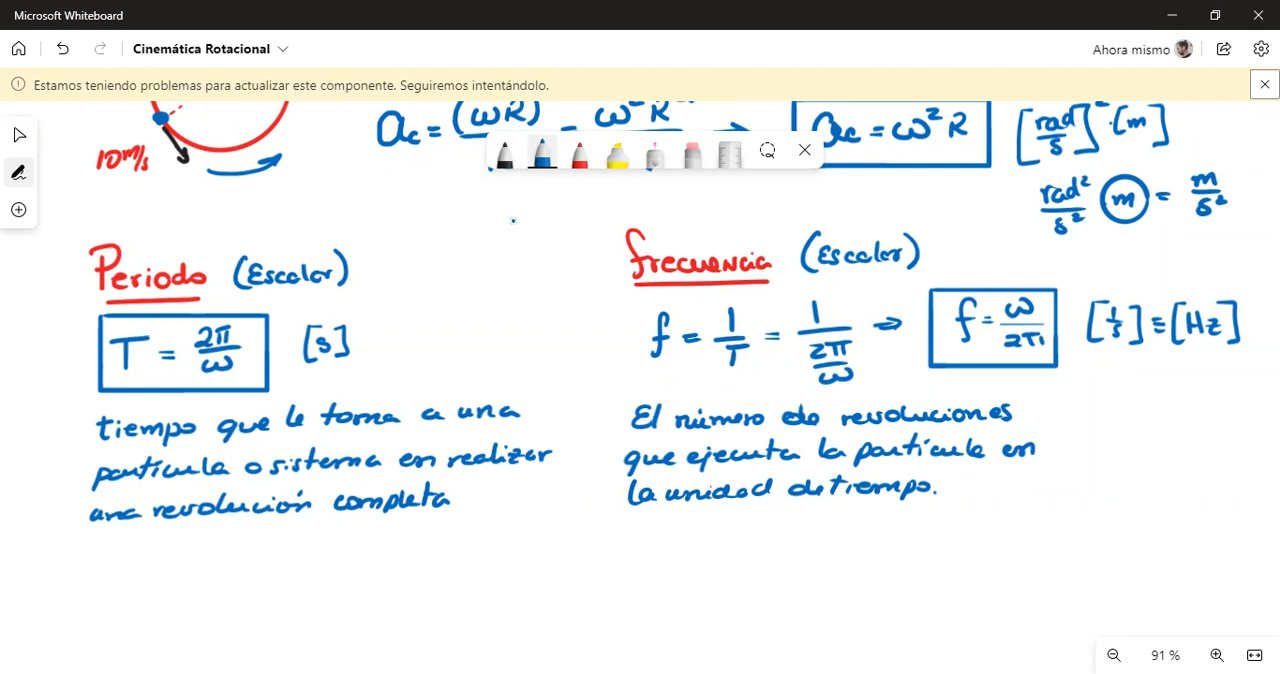 Microsoft Whiteboard
Cinemática Rotacional
Ahora mismo
Estamos teniendo problemas para actualizar este componente. Seguiremos intentándolo.
10 m/s
ac = (ωR) = ω² R → ac = ω² R [rad/s]² · [m]
rad²/s² m = m/s²
Periodo (Escalar)
T = 2π/ω [s]
tiempo que le toma a una
partícula o sistema en realizar
una revolución completa
frecuencia (Escalar)
f = 1/T = 1/(2π/ω) → f = ω/2π [1/s] ≡ [Hz]
El número de revoluciones
que ejecuta la partícula en
la unidad de tiempo.
91 %